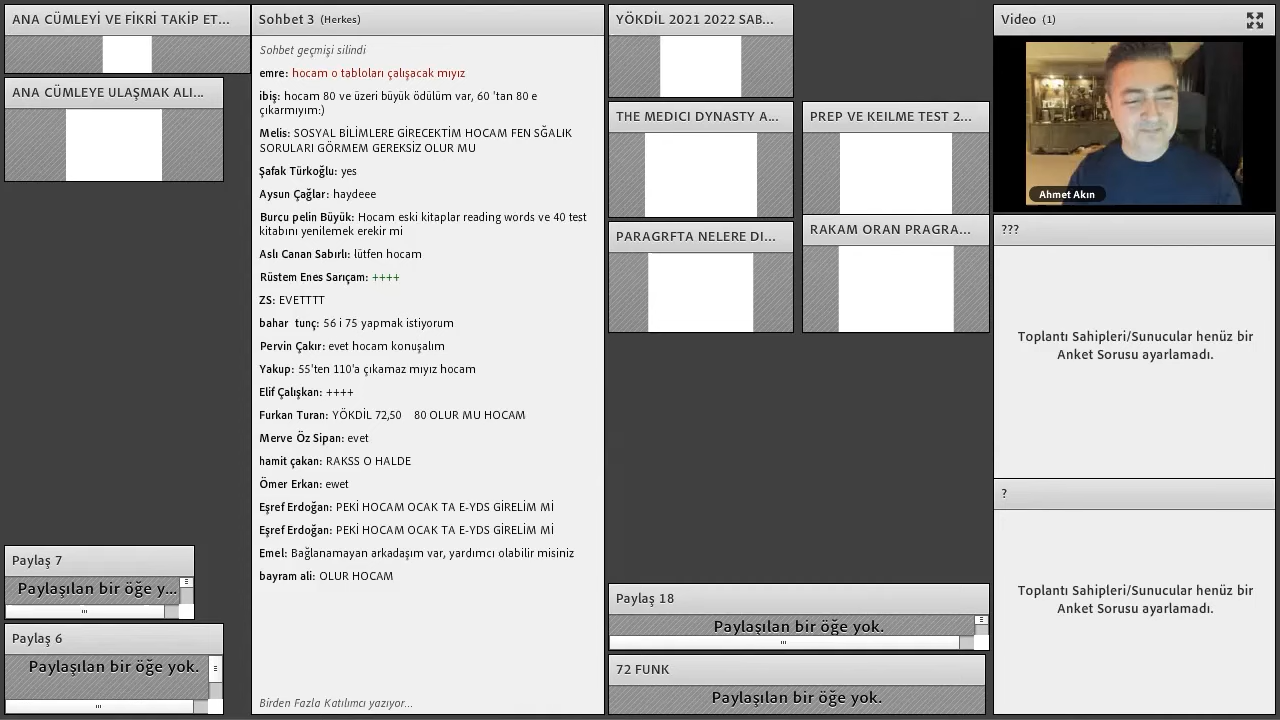 ANA CÜMLEYİ VE FİKRİ TAKİP ET...
ANA CÜMLEYE ULAŞMAK ALI...
Paylaş 7
Paylaşılan bir öğe y...
Paylaş 6
Paylaşılan bir öğe yok.
Sohbet 3 (Herkes)
Sohbet geçmişi silindi
emre: hocam o tabloları çalışacak mıyız
ibiş: hocam 80 ve üzeri büyük ödülüm var, 60 'tan 80 e
çıkarmıyım:)
Melis: SOSYAL BİLİMLERE GİRECEKTİM HOCAM FEN SĞALIK
SORULARI GÖRMEM GEREKSİZ OLUR MU
Şafak Türkoğlu: yes
Aysun Çağlar: haydeee
Burcu pelin Büyük: Hocam eski kitaplar reading words ve 40 test
kitabını yenilemek erekir mi
Aslı Canan Sabırlı: lütfen hocam
Rüstem Enes Sarıçam: ++++
ZS: EVETTTT
bahar tunç: 56 i 75 yapmak istiyorum
Pervin Çakır: evet hocam konuşalım
Yakup: 55'ten 110'a çıkamaz mıyız hocam
Elif Çalışkan: ++++
Furkan Turan: YÖKDİL 72,50 80 OLUR MU HOCAM
Merve Öz Sipan: evet
hamit çakan: RAKSS O HALDE
Ömer Erkan: ewet
Eşref Erdoğan: PEKİ HOCAM OCAK TA E-YDS GİRELİM Mİ
Eşref Erdoğan: PEKİ HOCAM OCAK TA E-YDS GİRELİM Mİ
Emel: Bağlanamayan arkadaşım var, yardımcı olabilir misiniz
bayram ali: OLUR HOCAM
Birden Fazla Katılımcı yazıyor...
YÖKDİL 2021 2022 SAB...
THE MEDICI DYNASTY A...
PREP VE KEILME TEST 2...
PARAGRFTA NELERE DI...
RAKAM ORAN PRAGRA...
Paylaş 18
Paylaşılan bir öğe yok.
72 FUNK
Paylaşılan bir öğe yok.
Video (1)
Ahmet Akın
???
Toplantı Sahipleri/Sunucular henüz bir
Anket Sorusu ayarlamadı.
?
Toplantı Sahipleri/Sunucular henüz bir
Anket Sorusu ayarlamadı.